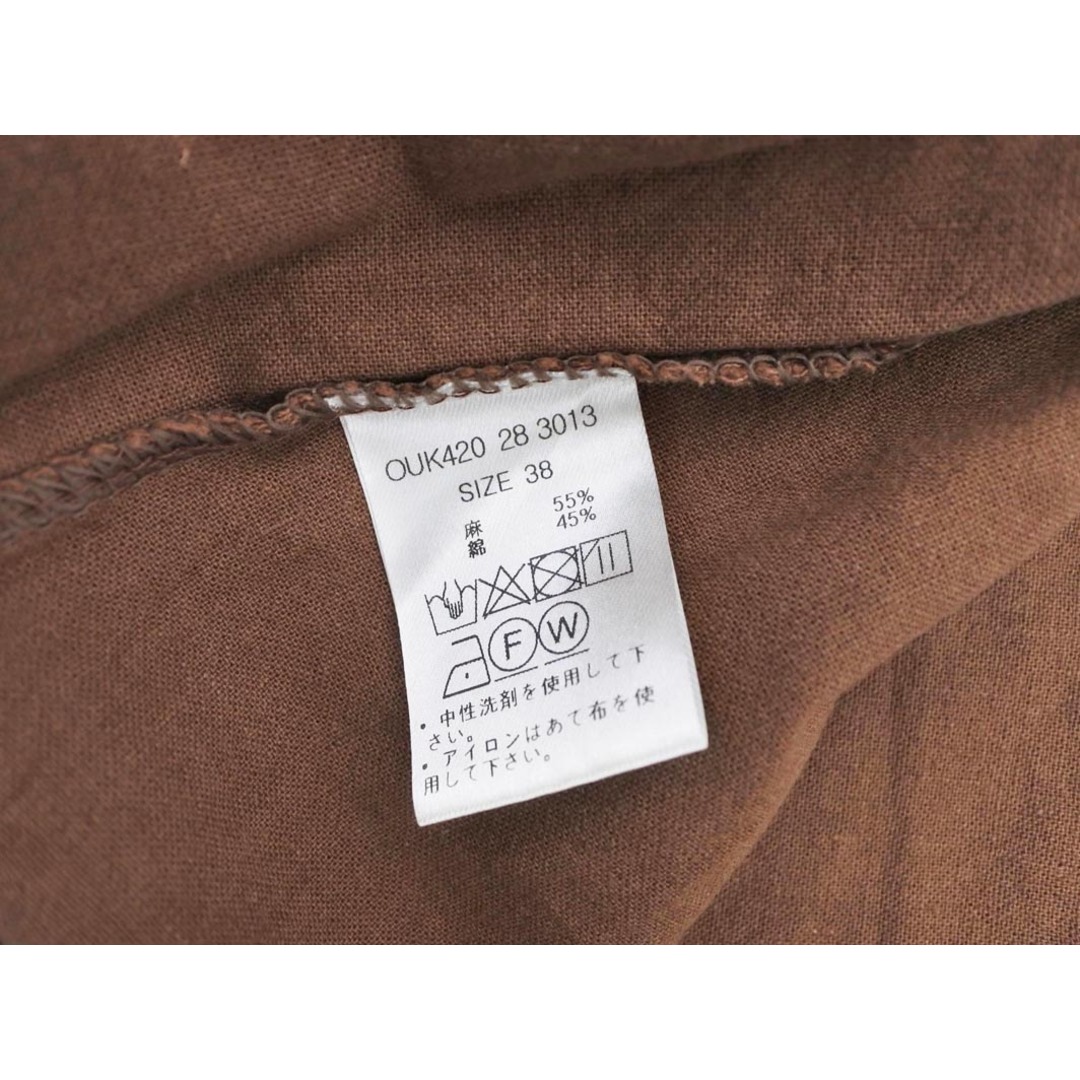 OUK420 28 3013
SIZE 38
麻 55%
綿 45%
F W
・中性洗剤を使用して下
さい。
・アイロンはあて布を使
用して下さい。